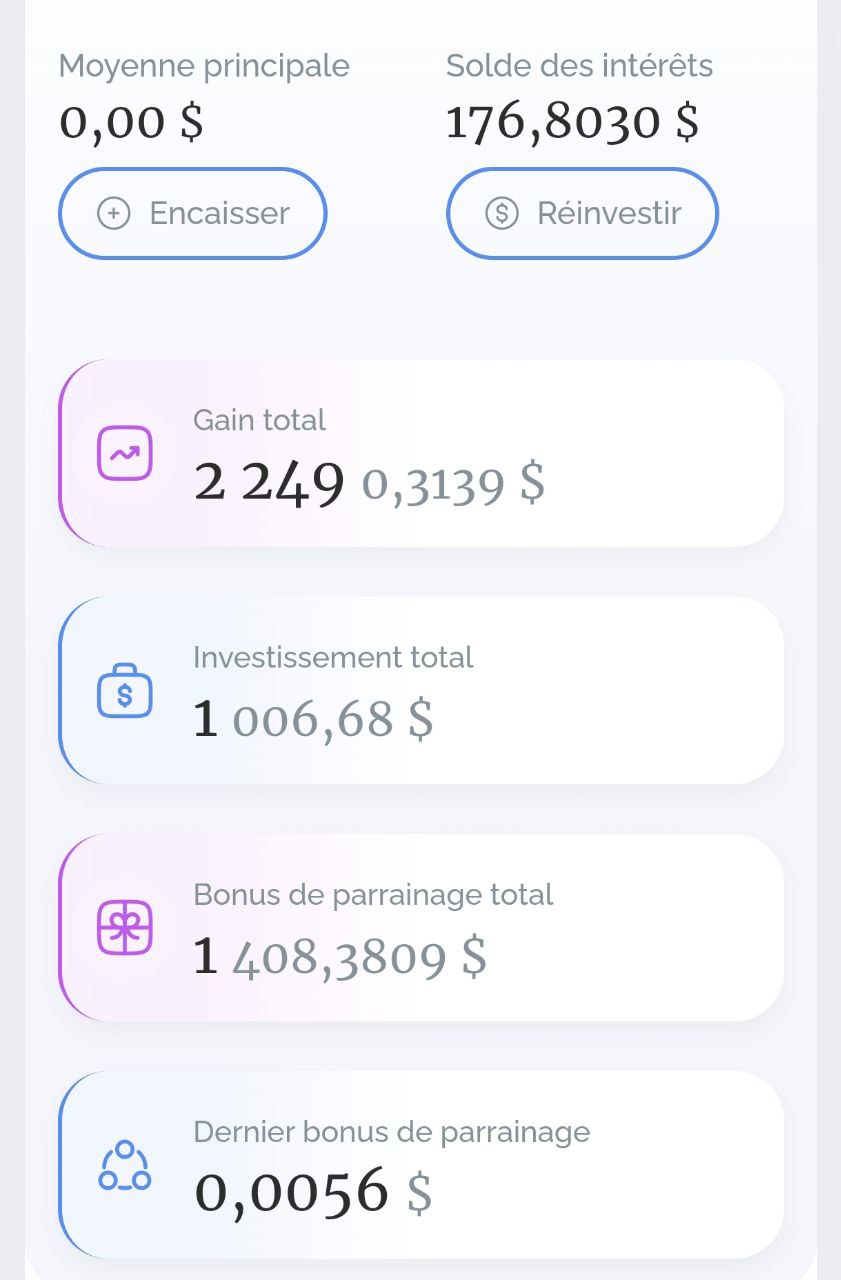 Moyenne principale
0,00 $
Encaisser
Solde des intérêts
176,8030 $
Réinvestir
Gain total
2 249 0,3139 $
Investissement total
1 006,68 $
Bonus de parrainage total
1 408,3809 $
Dernier bonus de parrainage
0,0056 $